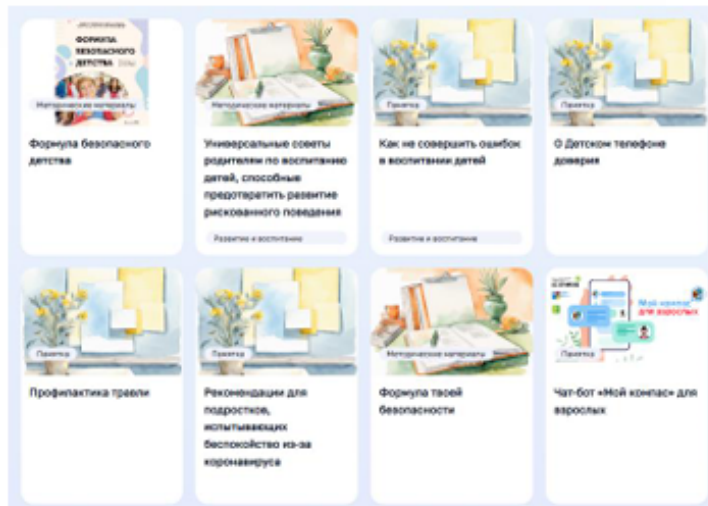 ФОРМУЛА
БЕЗОПАСНОГО
ДЕТСТВА
Методические материалы
Формула безопасного
детства
Методические материалы
Универсальные советы
родителям по воспитанию
детей, способные
предотвратить развитие
рискованного поведения
Развитие и воспитание
Памятка
Как не совершить ошибок
в воспитании детей
Развитие и воспитание
Памятка
О Детском телефоне
доверия
Памятка
Профилактика травли
Памятка
Рекомендации для
подростков,
испытывающих
беспокойство из-за
коронавируса
Методические материалы
Формула твоей
безопасности
Мой компас
для взрослых
Памятка
Чат-бот «Мой компас» для
взрослых